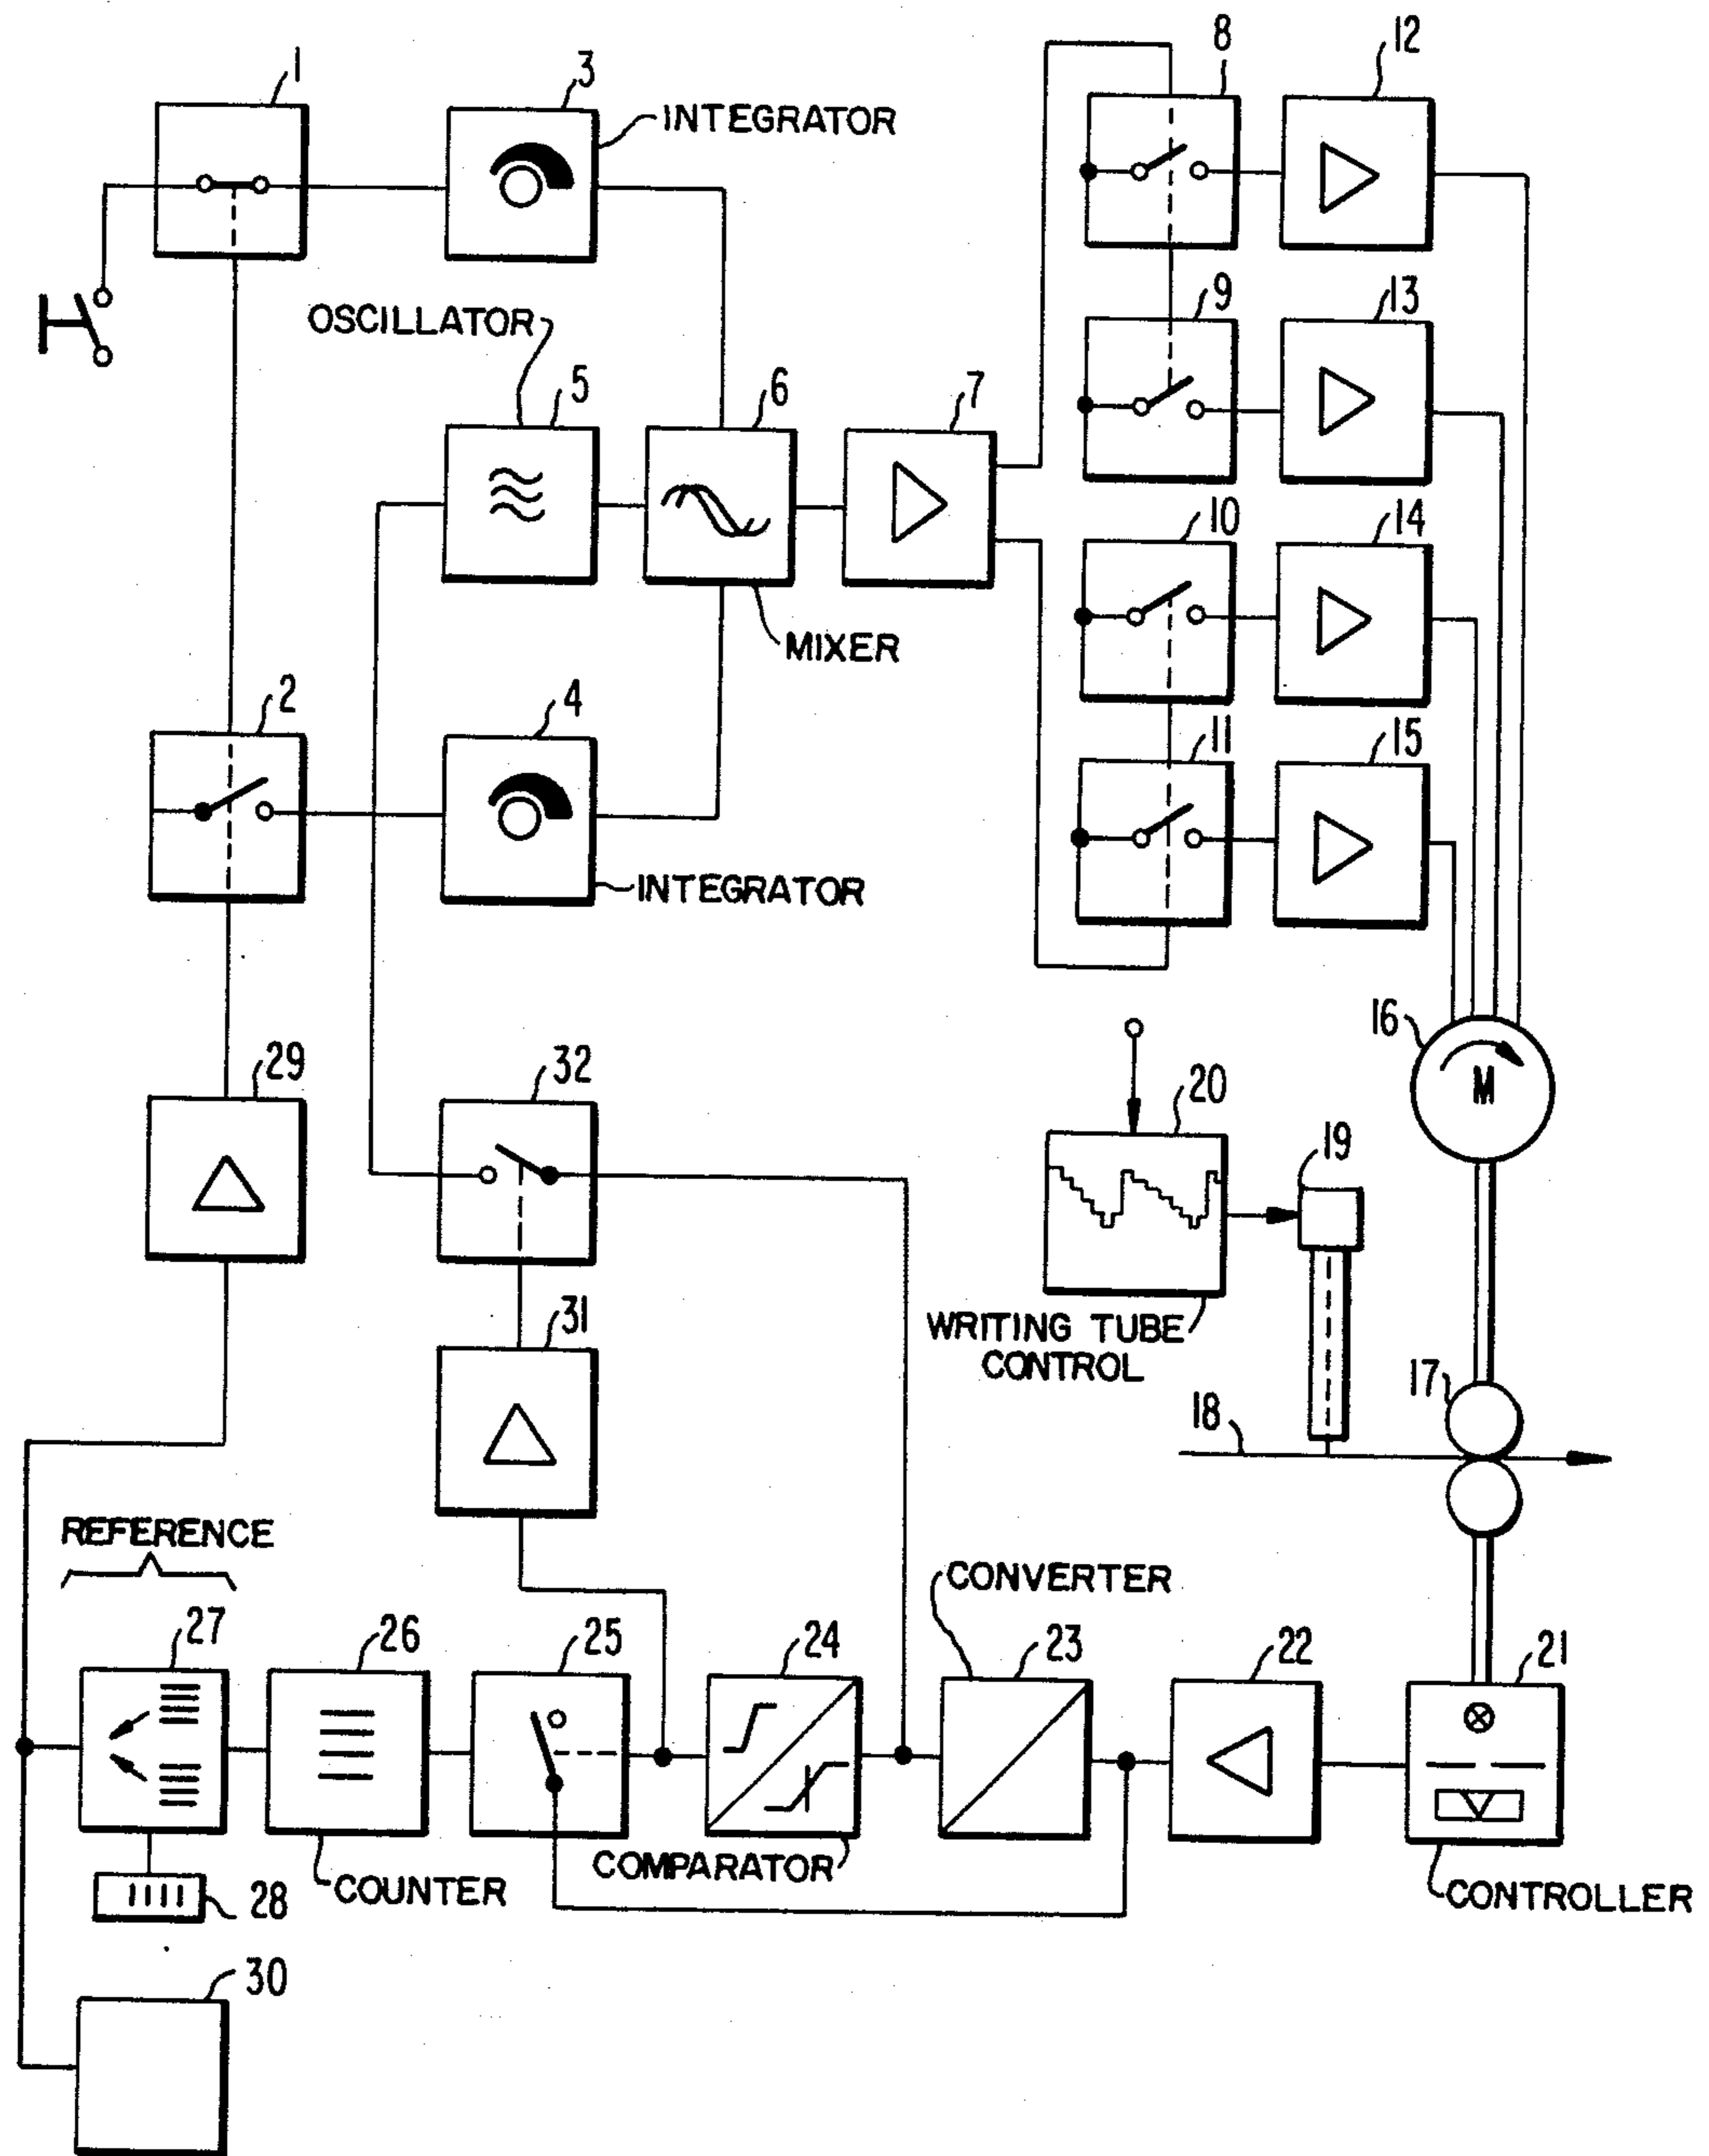 1
3
INTEGRATOR
8
12
OSCILLATOR
9
13
5
6
7
10
14
MIXER
2
4
11
15
INTEGRATOR
16
M
29
32
20
19
WRITING TUBE
CONTROL
31
17
18
REFERENCE
CONVERTER
27
26
25
24
23
22
21
COMPARATOR
28
COUNTER
CONTROLLER
30